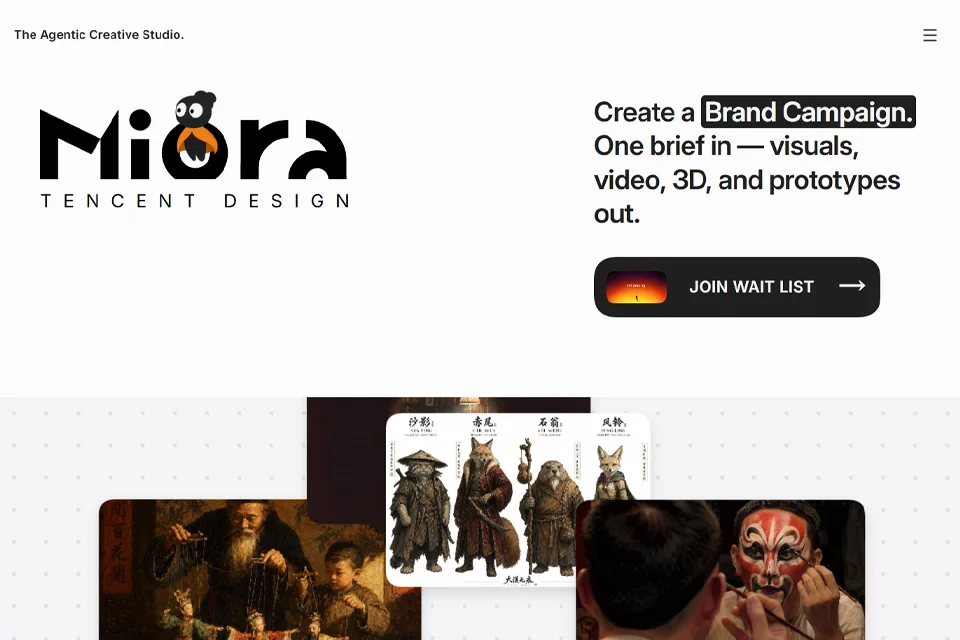 The Agentic Creative Studio.
Miora
TENCENT DESIGN
Create a Brand Campaign.
One brief in — visuals,
video, 3D, and prototypes
out.
JOIN WAIT LIST
沙影 赤尾 石翁 风铃